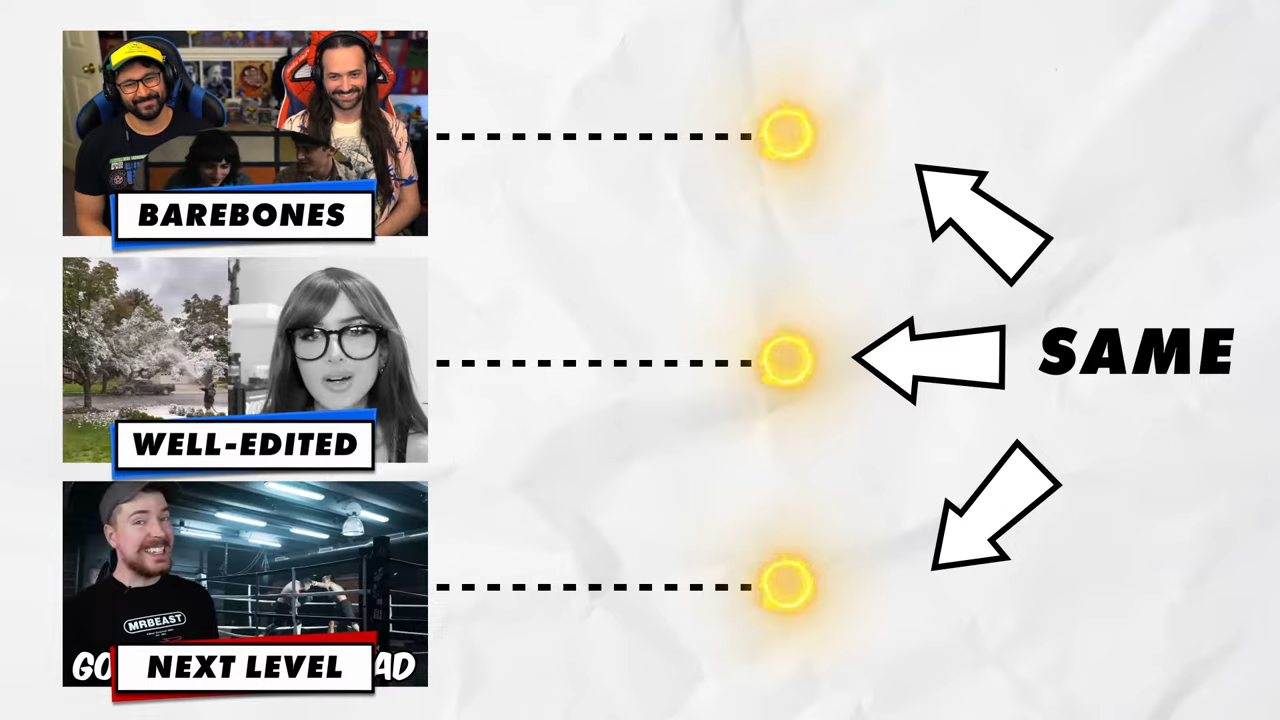 BAREBONES
WELL-EDITED
SAME
MRBEAST
GO
AD
NEXT LEVEL